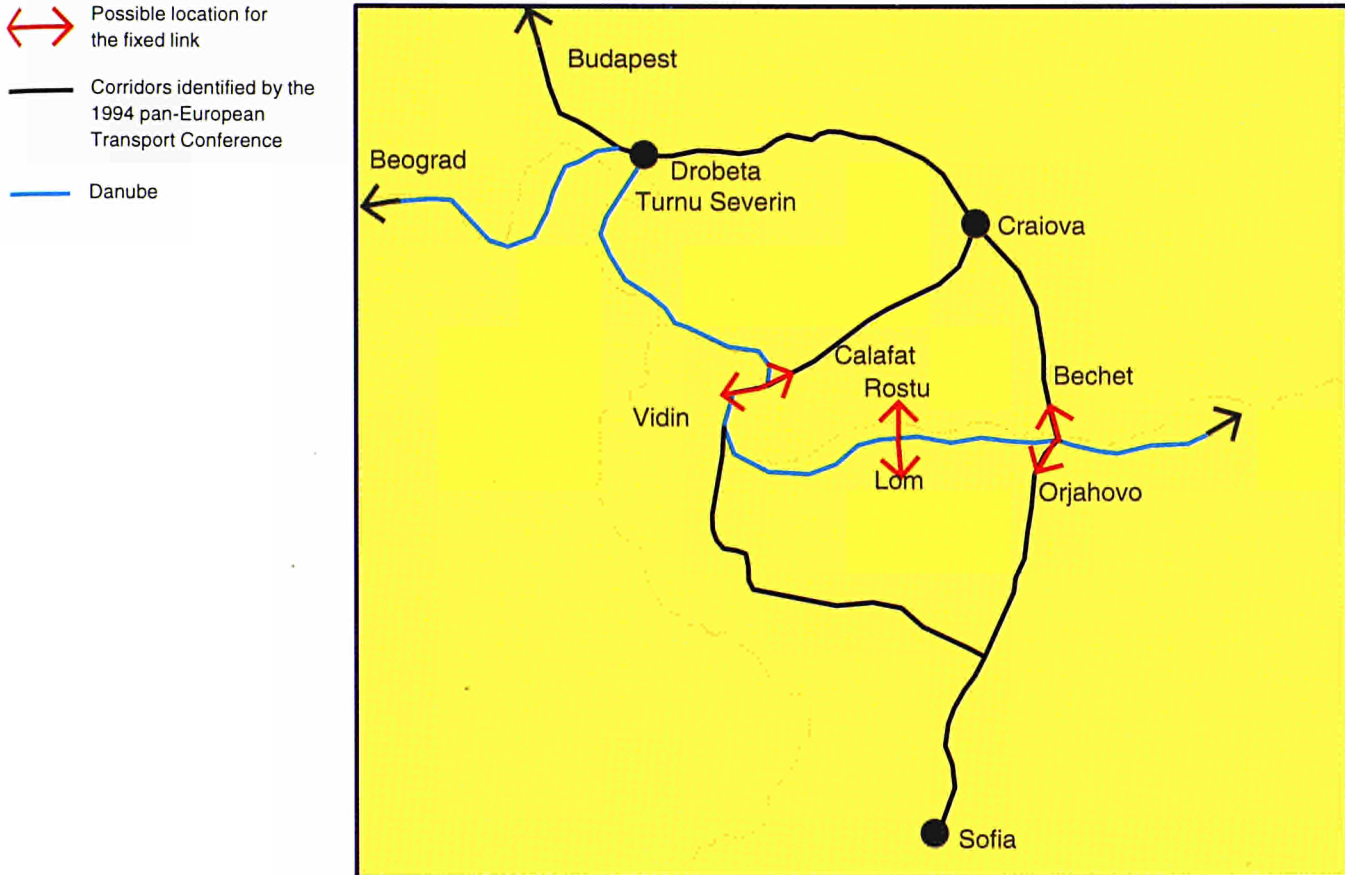 Possible location for
the fixed link
Corridors identified by the
1994 pan-European
Transport Conference
Danube
Budapest
Beograd
Drobeta
Turnu Severin
Craiova
Calafat
Rostu
Bechet
Vidin
Lom
Orjahovo
Sofia